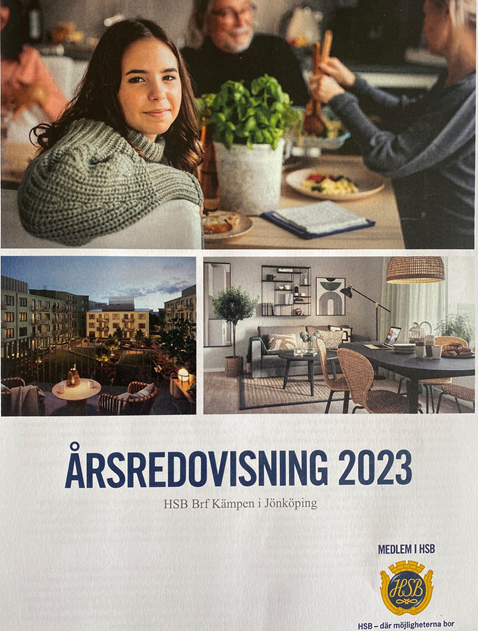 ÅRSREDOVISNING 2023
HSB Brf Kämpen i Jönköping
MEDLEM I HSB
HSB
HSB – där möjligheterna bor